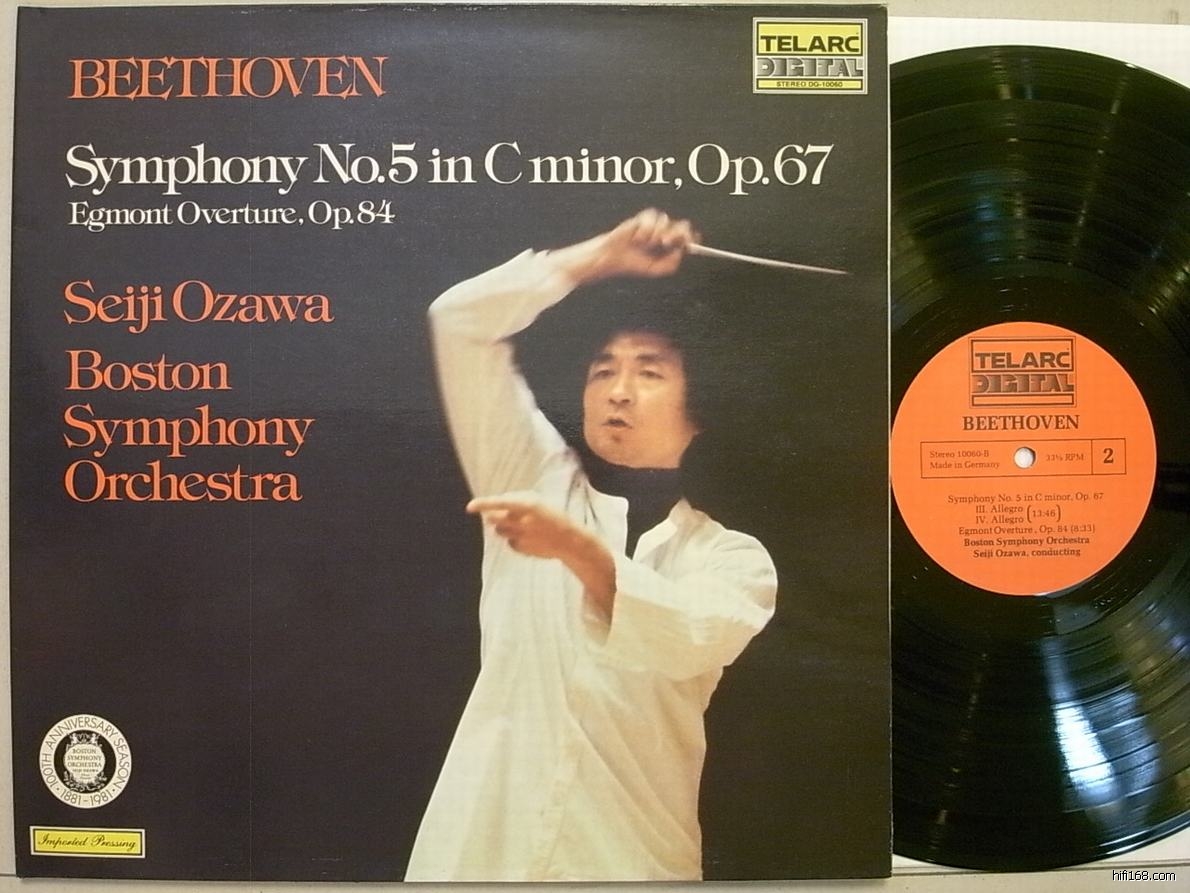 BEETHOVEN
TELARC
DIGITAL
STEREO DG-10060
Symphony No.5 in C minor, Op.67
Egmont Overture, Op.84
Seiji Ozawa
Boston
Symphony
Orchestra
100TH ANNIVERSARY SEASON
BOSTON
SYMPHONY
ORCHESTRA
SEIJI OZAWA
·1881-1981·
Imported Pressing
TELARC
DIGITAL
BEETHOVEN
Stereo 10060-B
Made in Germany
33⅓ RPM
2
Symphony No. 5 in C minor, Op. 67
III. Allegro
IV. Allegro (13:46)
Egmont Overture, Op. 84 (8:33)
Boston Symphony Orchestra
Seiji Ozawa, conducting
hifi168.com